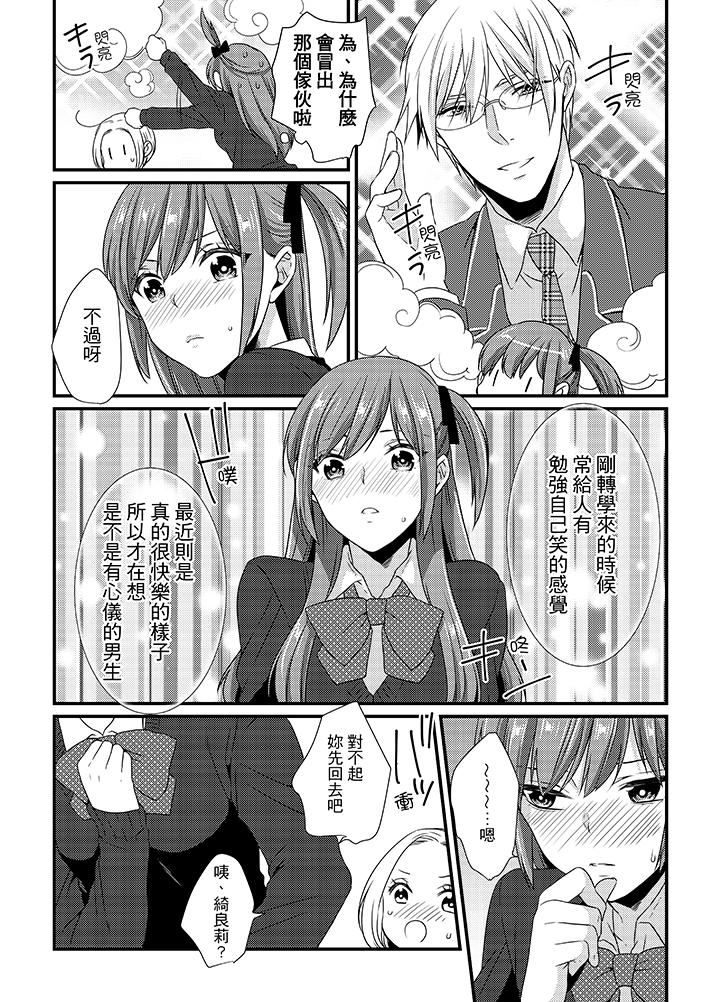 キラ
閃亮
キラ
閃亮
為、為什麼
會冒出
那個傢伙啦
キラ
閃亮
不過呀
剛轉學來的時候
常給人有
勉強自己笑的感覺
最近則是
真的很快樂的樣子
所以才在想
是不是有心儀的男生
噗
咚
~~~…嗯
對不起
妳先回去吧
衝
咦、綺良莉?